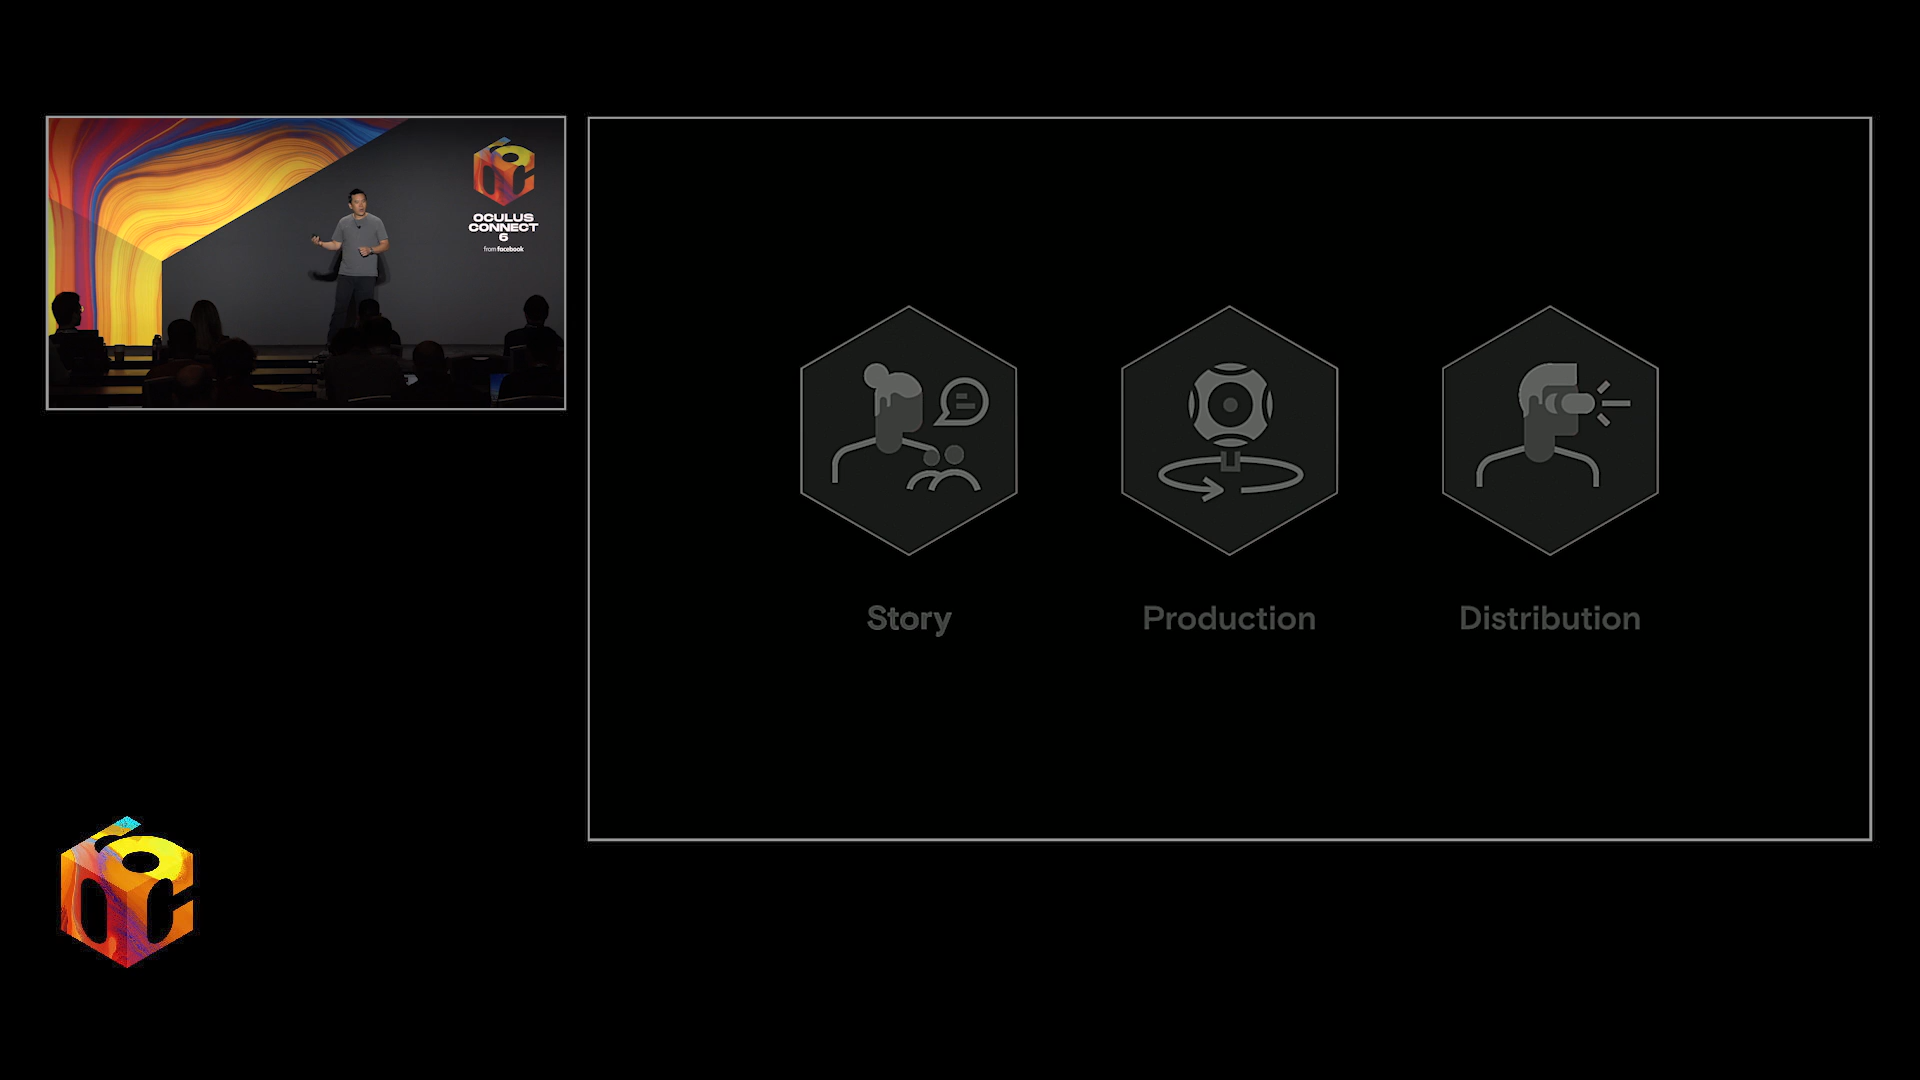 OCULUS
CONNECT
6
from facebook
Story
Production
Distribution